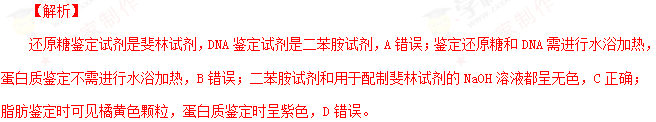 【解析】
还原糖鉴定试剂是斐林试剂，DNA 鉴定试剂是二苯胺试剂，A 错误；鉴定还原糖和 DNA 需进行水浴加热，
蛋白质鉴定不需进行水浴加热，B 错误；二苯胺试剂和用于配制斐林试剂的 NaOH 溶液都呈无色，C 正确；
脂肪鉴定时可见橘黄色颗粒，蛋白质鉴定时呈紫色，D 错误。